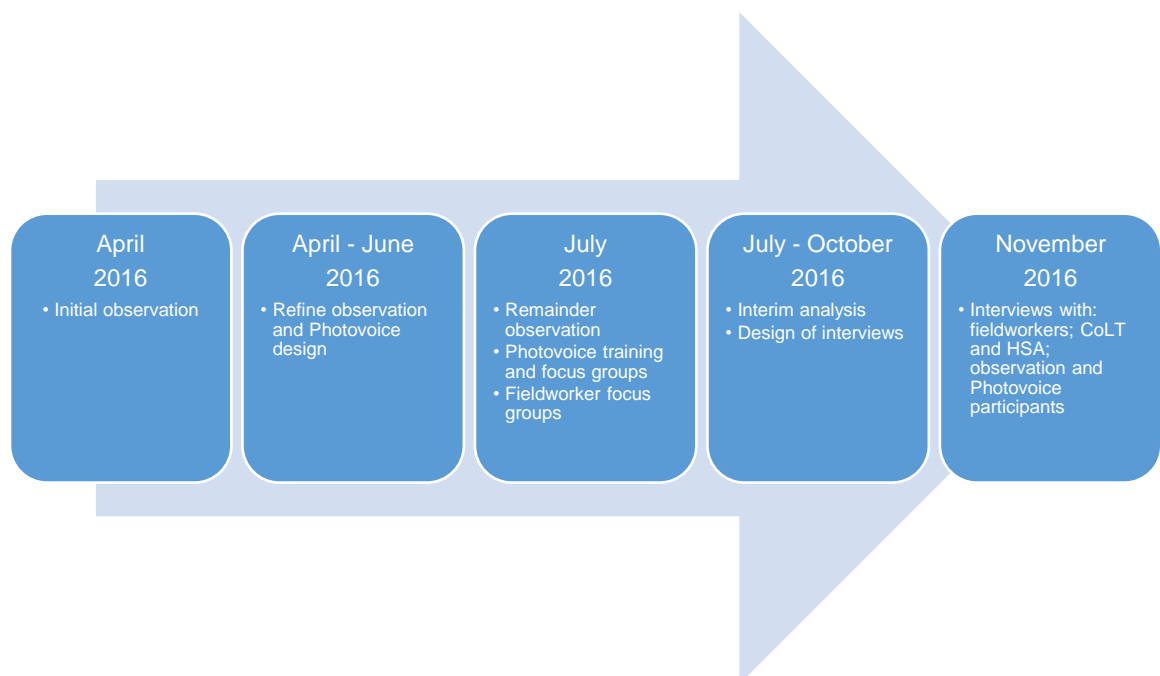 April
2016
• Initial observation
April - June
2016
• Refine observation
and Photovoice
design
July
2016
• Remainder
observation
• Photovoice training
and focus groups
• Fieldworker focus
groups
July - October
2016
• Interim analysis
• Design of interviews
November
2016
• Interviews with:
fieldworkers; CoLT
and HSA;
observation and
Photovoice
participants